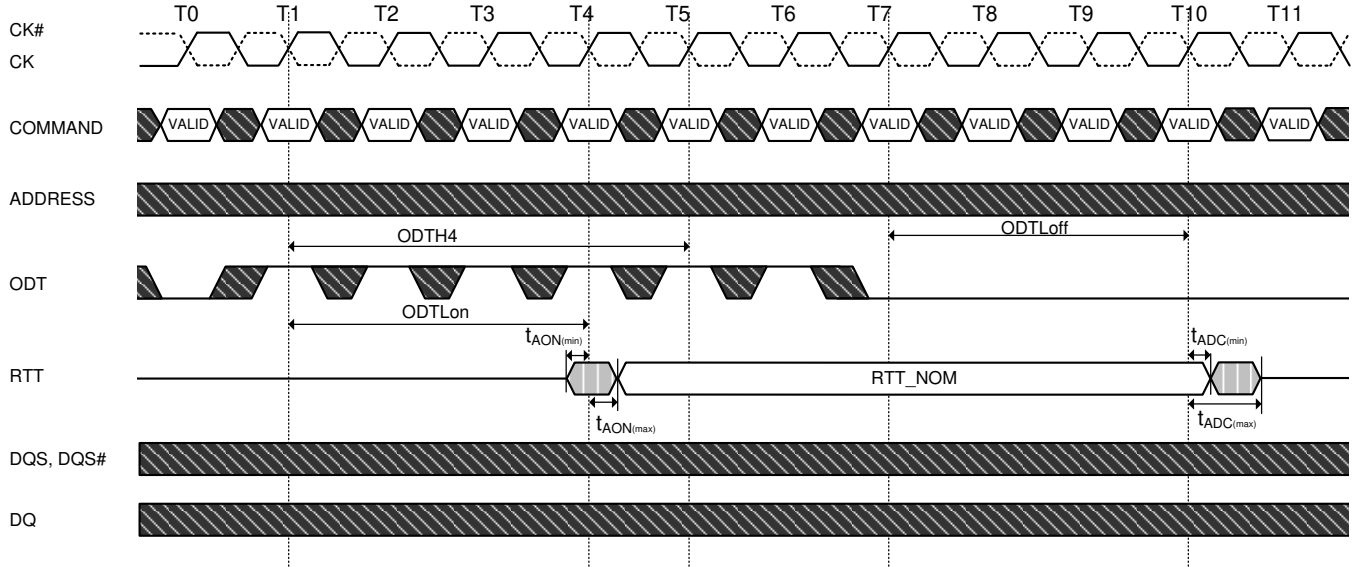 T0 T1 T2 T3 T4 T5 T6 T7 T8 T9 T10 T11
CK#
CK
COMMAND VALID VALID VALID VALID VALID VALID VALID VALID VALID VALID VALID VALID
ADDRESS
ODTH4 ODTLoff
ODT
ODTLon
tAON(min) tADC(min)
RTT RTT_NOM
tAON(max) tADC(max)
DQS, DQS#
DQ